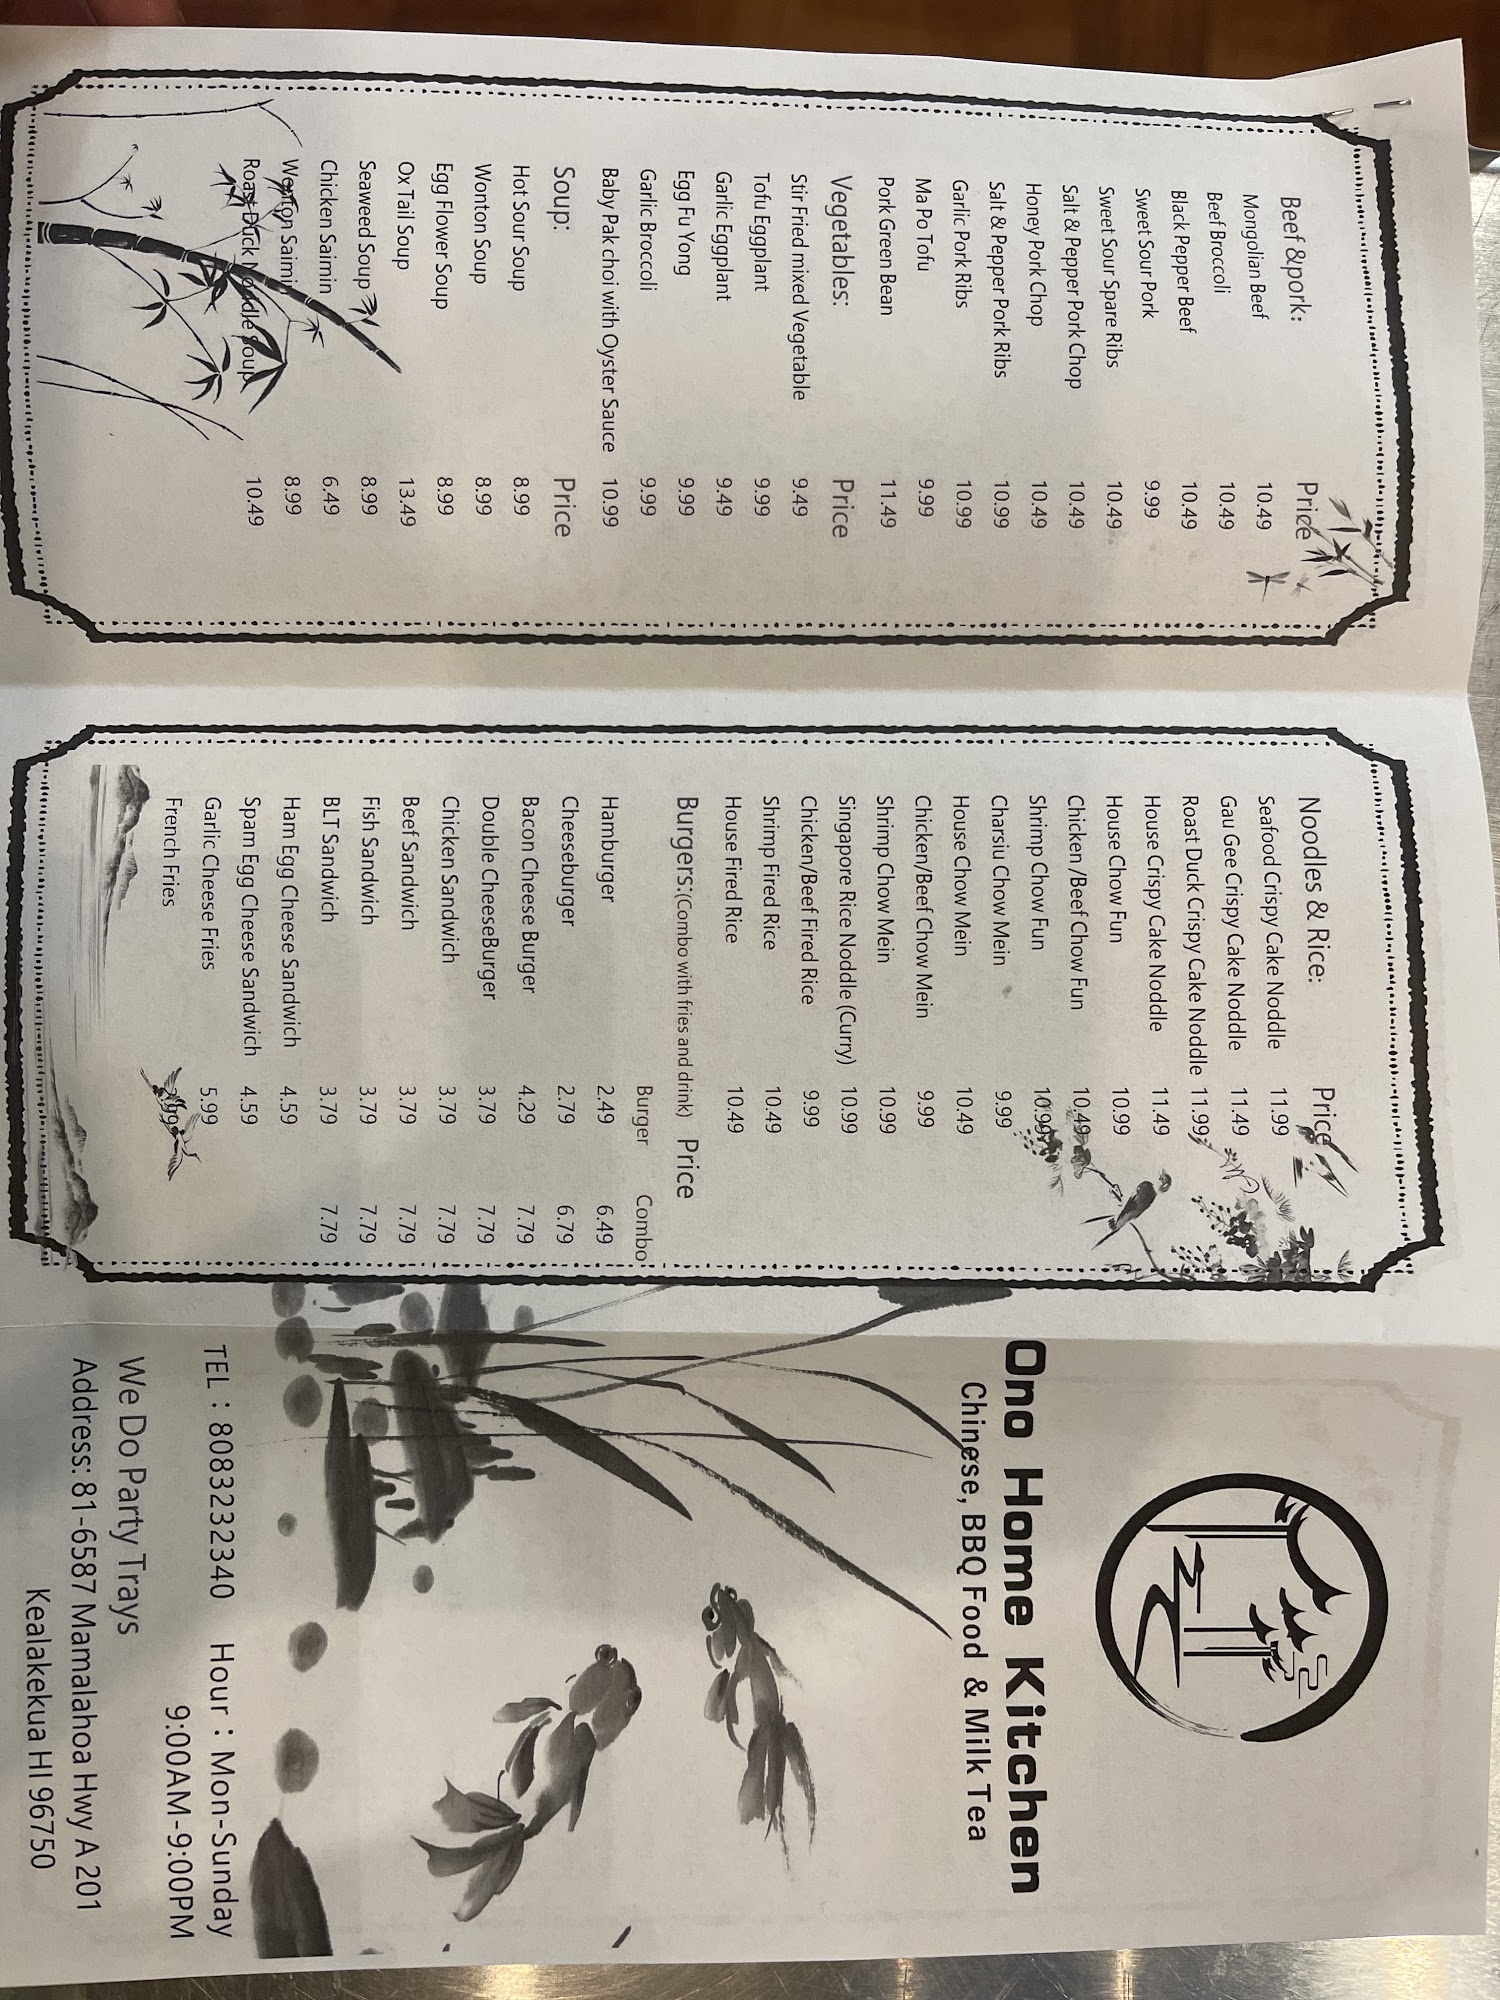 Beef &pork: Price
Mongolian Beef 10.49
Beef Broccoli 10.49
Black Pepper Beef 10.49
Sweet Sour Pork 9.99
Sweet Sour Spare Ribs 10.49
Salt & Pepper Pork Chop 10.49
Honey Pork Chop 10.49
Salt & Pepper Pork Ribs 10.99
Garlic Pork Ribs 10.99
Ma Po Tofu 9.99
Pork Green Bean 11.49
Vegetables: Price
Stir Fried mixed Vegetable 9.49
Tofu Eggplant 9.99
Garlic Eggplant 9.49
Egg Fu Yong 9.99
Garlic Broccoli 9.99
Baby Pak choi with Oyster Sauce 10.99
Soup: Price
Hot Sour Soup 8.99
Wonton Soup 8.99
Egg Flower Soup 8.99
Ox Tail Soup 13.49
Seaweed Soup 8.99
Chicken Saimin 6.49
Wonton Saimin 8.99
Roast Duck Noddle Soup 10.49
Noodles & Rice: Price
Seafood Crispy Cake Noddle 11.99
Gau Gee Crispy Cake Noddle 11.49
Roast Duck Crispy Cake Noddle 11.99
House Crispy Cake Noddle 11.49
House Chow Fun 10.99
Chicken /Beef Chow Fun 10.49
Shrimp Chow Fun 10.99
Charsiu Chow Mein 9.99
House Chow Mein 10.49
Chicken/Beef Chow Mein 9.99
Shrimp Chow Mein 10.99
Singapore Rice Noddle (Curry) 10.99
Chicken/Beef Fired Rice 9.99
Shrimp Fired Rice 10.49
House Fired Rice 10.49
Burgers:(Combo with fries and drink) Price
Burger Combo
Hamburger 2.49 6.49
Cheeseburger 2.79 6.79
Bacon Cheese Burger 4.29 7.79
Double CheeseBurger 3.79 7.79
Chicken Sandwich 3.79 7.79
Beef Sandwich 3.79 7.79
Fish Sandwich 3.79 7.79
BLT Sandwich 3.79 7.79
Ham Egg Cheese Sandwich 4.59
Spam Egg Cheese Sandwich 4.59
Garlic Cheese Fries 5.99
French Fries
Ono Home Kitchen
Chinese, BBQ Food & Milk Tea
TEL : 8083232340 Hour : Mon-Sunday
9:00AM-9:00PM
We Do Party Trays
Address: 81-6587 Mamalahoa Hwy A 201
Kealakekua HI 96750